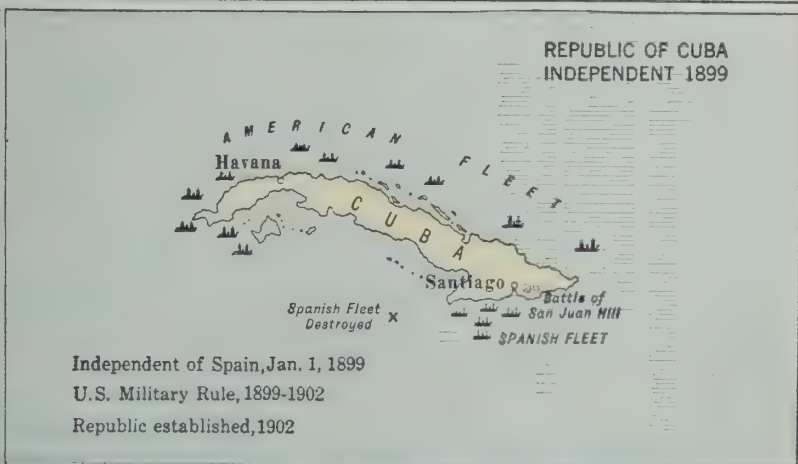 REPUBLIC OF CUBA
INDEPENDENT 1899
AMERICAN FLEET
Havana
CUBA
Santiago
Battle of
San Juan Hill
Spanish Fleet
Destroyed X
SPANISH FLEET
Independent of Spain, Jan. 1, 1899
U.S. Military Rule, 1899-1902
Republic established, 1902